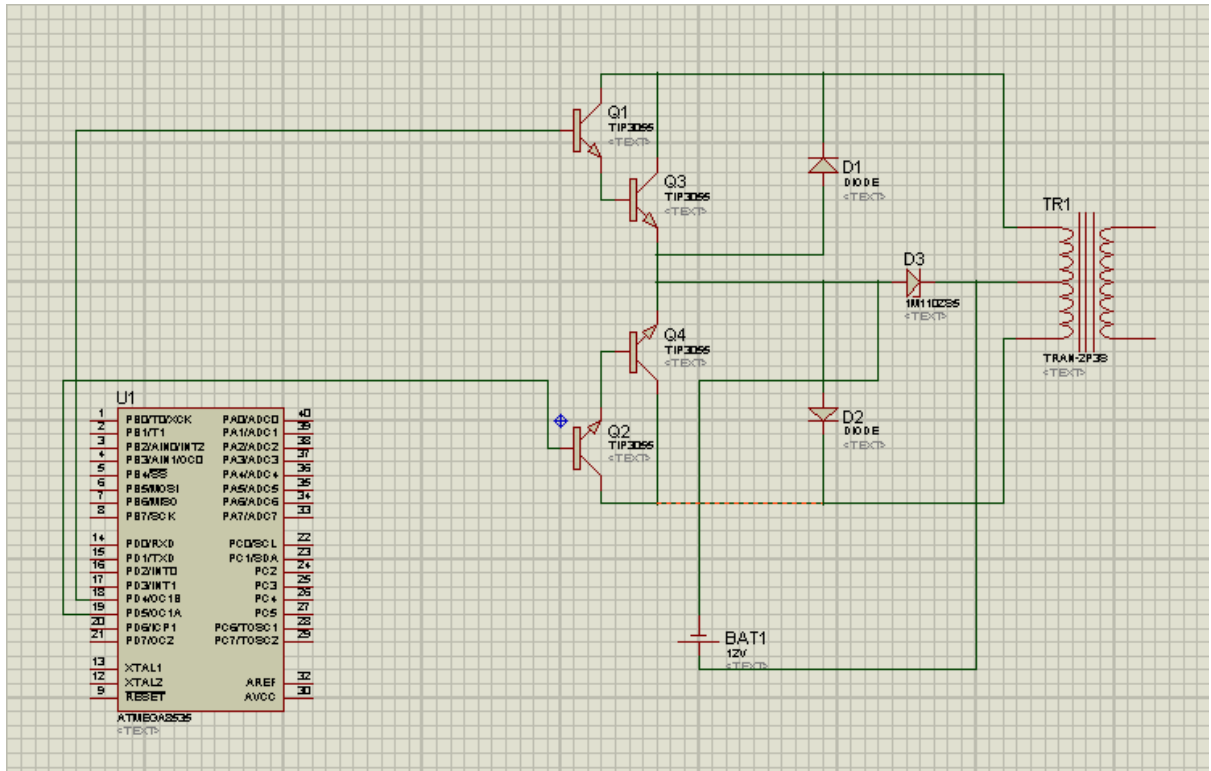 Q1
TIP3055
<TEXT>
Q3
TIP3055
<TEXT>
D1
DIODE
<TEXT>
TR1
TRAN-2P3S
<TEXT>
D3
1M110ZS5
<TEXT>
Q4
TIP3055
<TEXT>
D2
DIODE
<TEXT>
Q2
TIP3055
<TEXT>
BAT1
12V
<TEXT>
U1
1 PB0/T0/XCK PA0/ADC0 40
2 PB1/T1 PA1/ADC1 39
3 PB2/AIN0/INT2 PA2/ADC2 38
4 PB3/AIN1/OC0 PA3/ADC3 37
5 PB4/SS PA4/ADC4 36
6 PB5/MOSI PA5/ADC5 35
7 PB6/MISO PA6/ADC6 34
8 PB7/SCK PA7/ADC7 33
14 PD0/RXD PC0/SCL 22
15 PD1/TXD PC1/SDA 23
16 PD2/INT0 PC2 24
17 PD3/INT1 PC3 25
18 PD4/OC1B PC4 26
19 PD5/OC1A PC5 27
20 PD6/ICP1 PC6/TOSC1 28
21 PD7/OC2 PC7/TOSC2 29
13 XTAL1
12 XTAL2 AREF 32
9 RESET AVCC 30
ATMEGA8535
<TEXT>